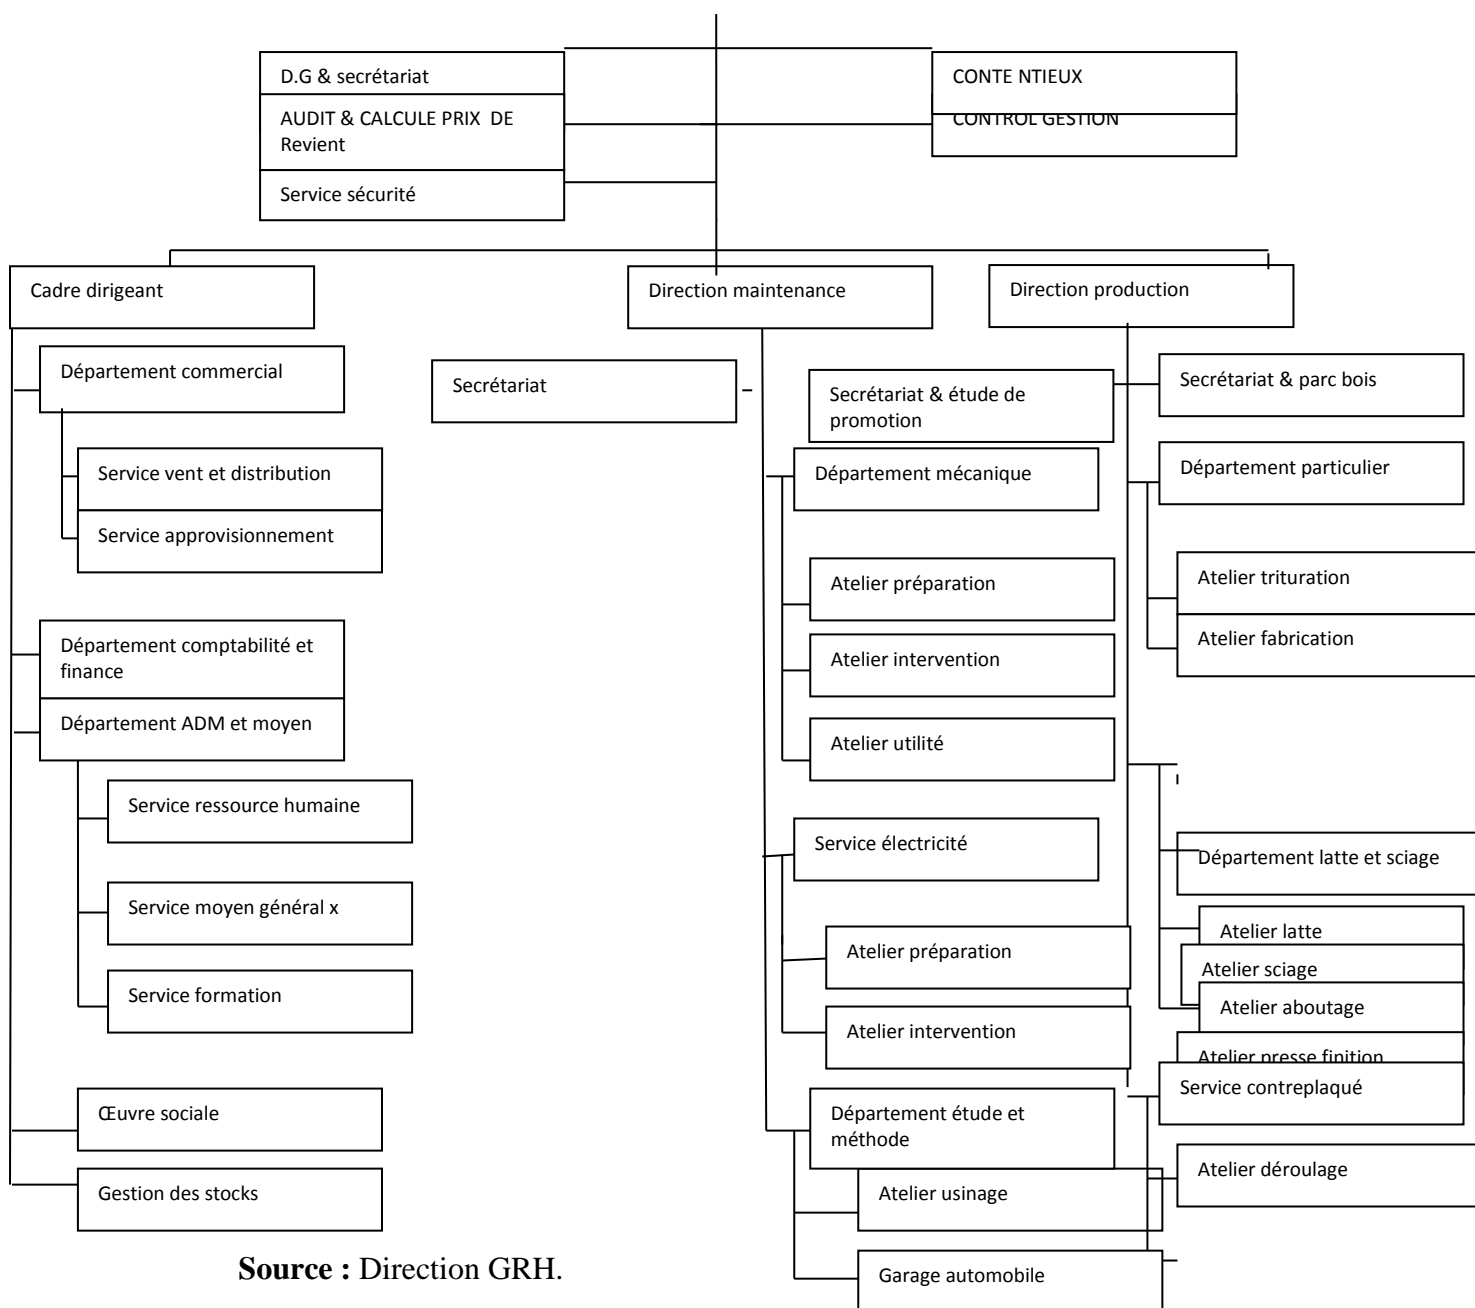 D.G & secrétariat
CONTE NTIEUX
AUDIT & CALCULE PRIX  DE
Revient
CONTROL GESTION
Service sécurité
Cadre dirigeant
Direction maintenance
Direction production
Département commercial
Secrétariat
Secrétariat & étude de
promotion
Secrétariat & parc bois
Service vent et distribution
Département mécanique
Département particulier
Service approvisionnement
Atelier préparation
Atelier trituration
Département comptabilité et
finance
Atelier intervention
Atelier fabrication
Département ADM et moyen
Atelier utilité
Service ressource humaine
Service électricité
Département latte et sciage
Service moyen général x
Atelier latte
Atelier préparation
Atelier sciage
Service formation
Atelier aboutage
Atelier intervention
Atelier presse finition
Service contreplaqué
Œuvre sociale
Département étude et
méthode
Gestion des stocks
Atelier usinage
Atelier déroulage
Source : Direction GRH.
Garage automobile